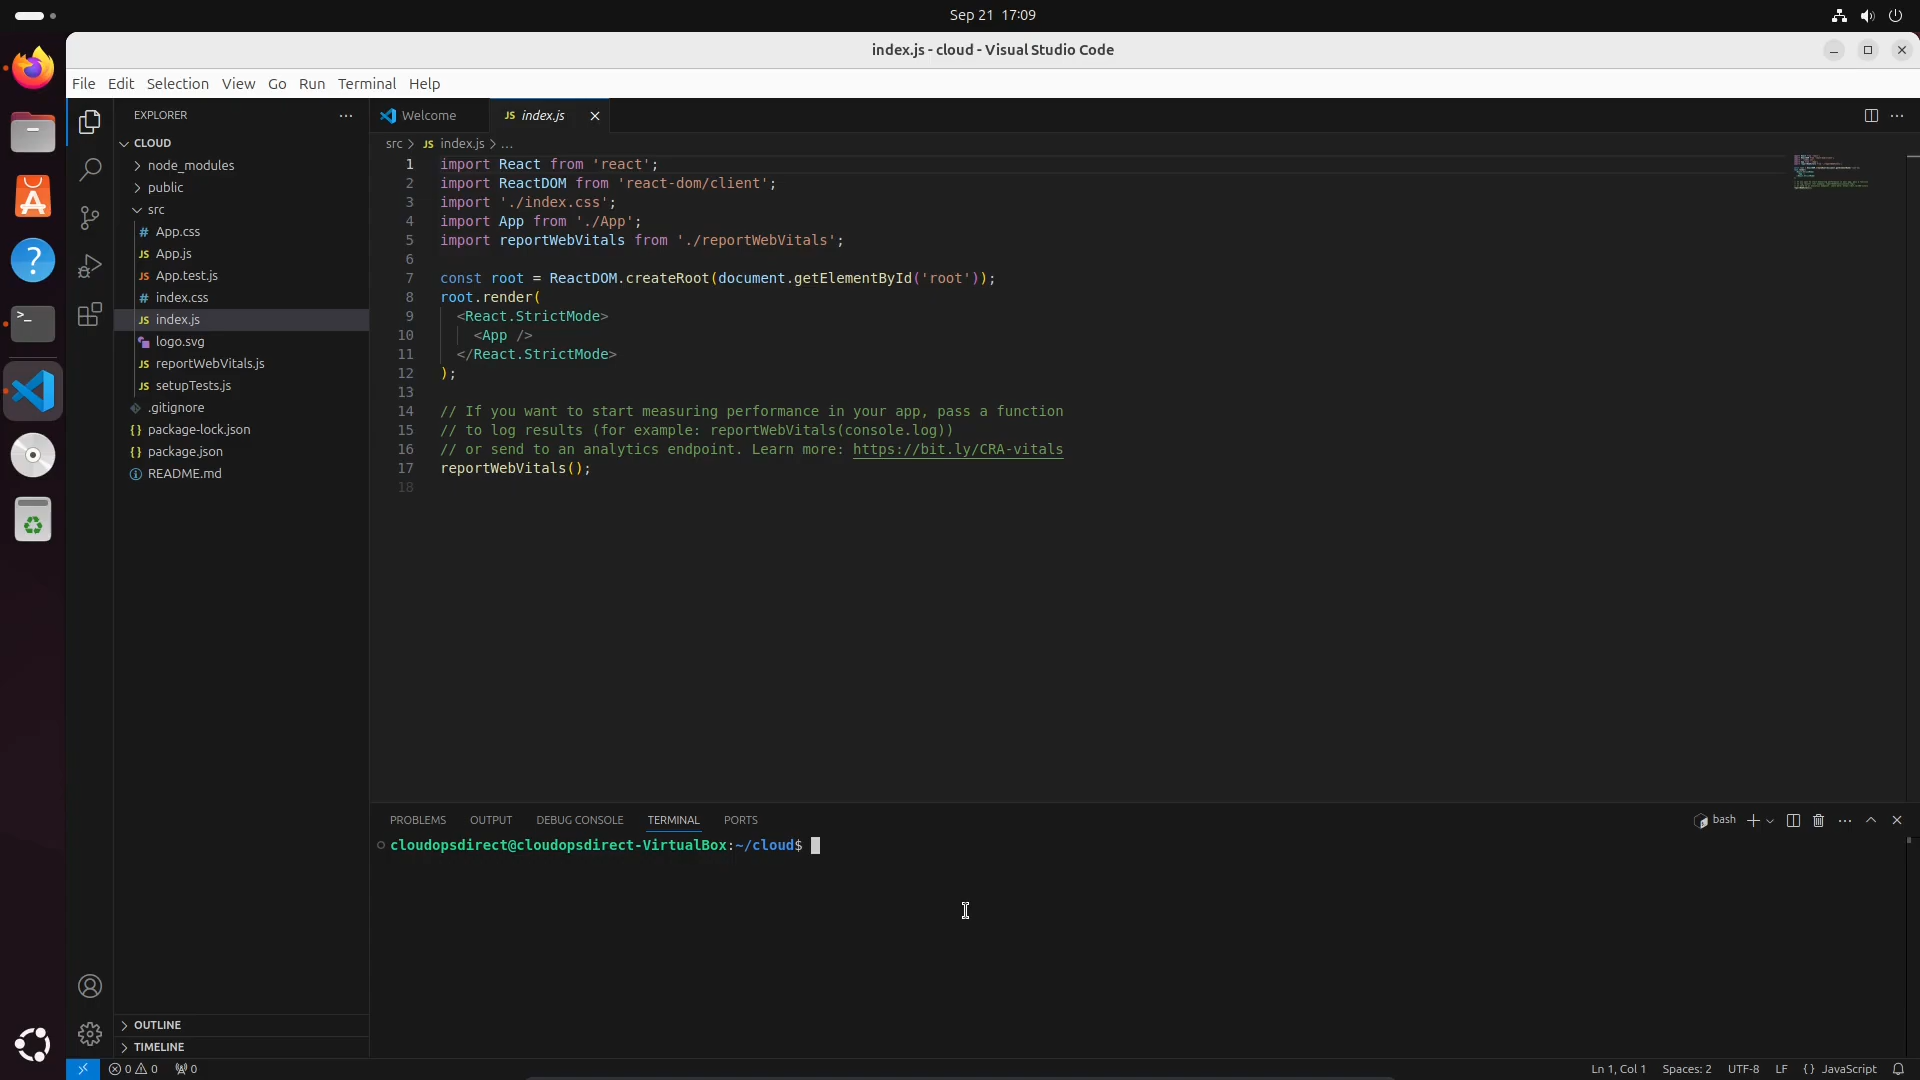 Sep 21 17:09
index.js - cloud - Visual Studio Code
File Edit Selection View Go Run Terminal Help
EXPLORER
CLOUD
node_modules
public
src
# App.css
JS App.js
JS App.test.js
# index.css
JS index.js
logo.svg
JS reportWebVitals.js
JS setupTests.js
.gitignore
{} package-lock.json
{} package.json
README.md
OUTLINE
TIMELINE
Welcome
JS index.js
src > JS index.js > ...
1 import React from 'react';
2 import ReactDOM from 'react-dom/client';
3 import './index.css';
4 import App from './App';
5 import reportWebVitals from './reportWebVitals';
6
7 const root = ReactDOM.createRoot(document.getElementById('root'));
8 root.render(
9 <React.StrictMode>
10 <App />
11 </React.StrictMode>
12 );
13
14 // If you want to start measuring performance in your app, pass a function
15 // to log results (for example: reportWebVitals(console.log))
16 // or send to an analytics endpoint. Learn more: https://bit.ly/CRA-vitals
17 reportWebVitals();
18
PROBLEMS OUTPUT DEBUG CONSOLE TERMINAL PORTS
bash
cloudopsdirect@cloudopsdirect-VirtualBox:~/cloud$
0 0 0
Ln 1, Col 1 Spaces: 2 UTF-8 LF {} JavaScript